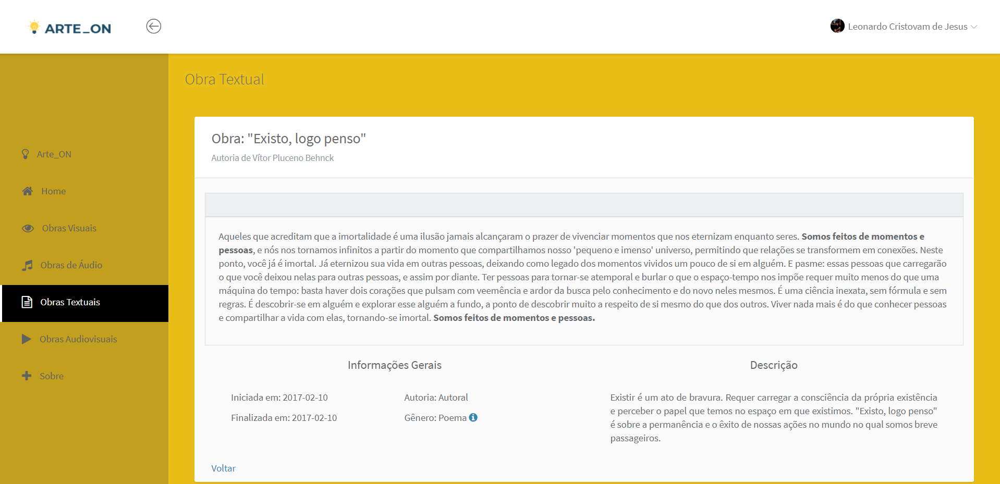 ARTE_ON
Leonardo Cristovam de Jesus
Arte_ON
Home
Obras Visuais
Obras de Áudio
Obras Textuais
Obras Audiovisuais
Sobre
Obra Textual
Obra: "Existo, logo penso"
Autoria de Vítor Pluceno Behnck
Aqueles que acreditam que a imortalidade é uma ilusão jamais alcançaram o prazer de vivenciar momentos que nos eternizam enquanto seres. Somos feitos de momentos e
pessoas, e nós nos tornamos infinitos a partir do momento que compartilhamos nosso 'pequeno e imenso' universo, permitindo que relações se transformem em conexões. Neste
ponto, você já é imortal. Já eternizou sua vida em outras pessoas, deixando como legado dos momentos vividos um pouco de si em alguém. E pasme: essas pessoas que carregarão
o que você deixou nelas para outras pessoas, e assim por diante. Ter pessoas para tornar-se atemporal e burlar o que o espaço-tempo nos impõe requer muito menos do que uma
máquina do tempo: basta haver dois corações que pulsam com veemência e ardor da busca pelo conhecimento e do novo neles mesmos. É uma ciência inexata, sem fórmula e sem
regras. É descobrir-se em alguém e explorar esse alguém a fundo, a ponto de descobrir muito a respeito de si mesmo do que dos outros. Viver nada mais é do que conhecer pessoas
e compartilhar a vida com elas, tornando-se imortal. Somos feitos de momentos e pessoas.
Informações Gerais
Iniciada em: 2017-02-10
Autoria: Autoral
Finalizada em: 2017-02-10
Gênero: Poema
Descrição
Existir é um ato de bravura. Requer carregar a consciência da própria existência
e perceber o papel que temos no espaço em que existimos. "Existo, logo penso"
é sobre a permanência e o êxito de nossas ações no mundo no qual somos breve
passageiros.
Voltar